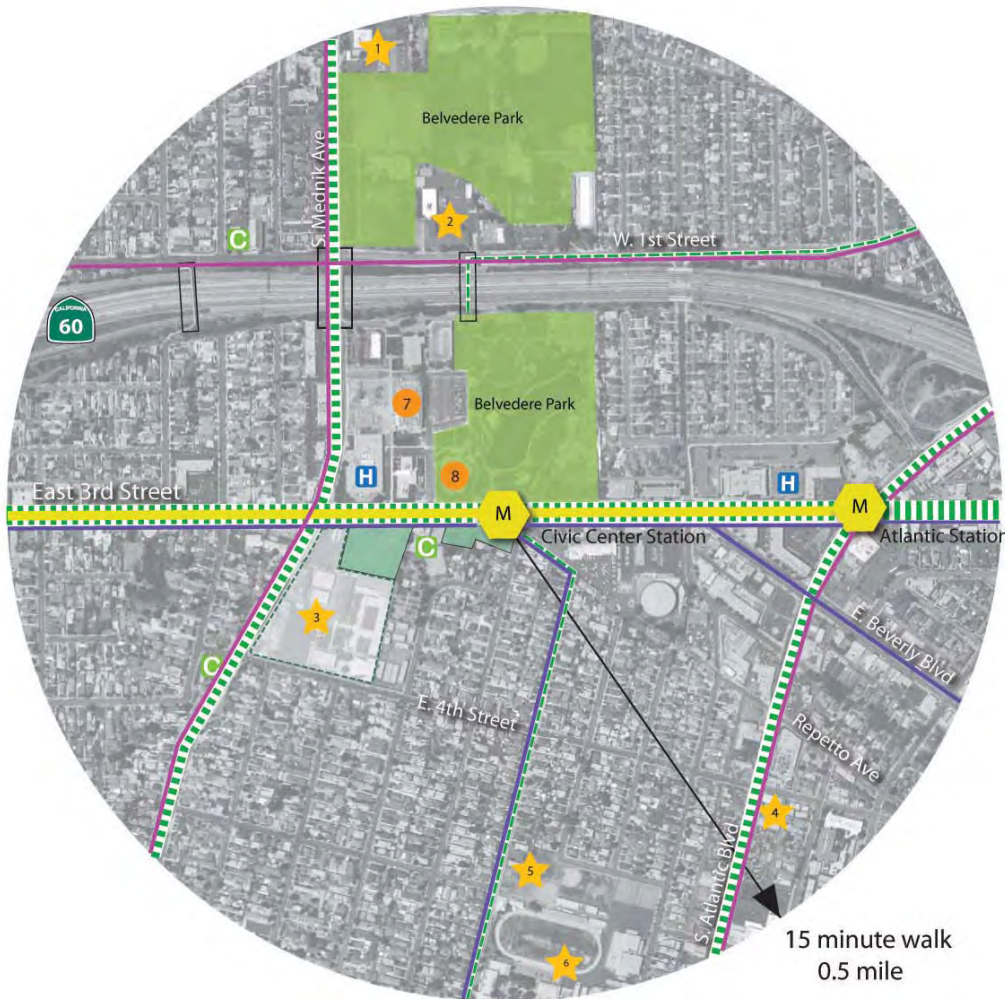 1
Belvedere Park
S. Mednik Ave
2
C
W. 1st Street
CALIFORNIA
60
7
Belvedere Park
H
8
H
East 3rd Street
M
M
Civic Center Station
Atlantic Station
C
3
E. Beverly Blvd
C
E. 4th Street
Repetto Ave
4
5
S. Atlantic Blvd
6
15 minute walk
0.5 mile